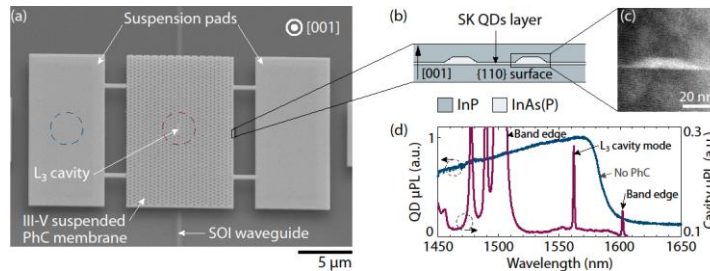 (a)
Suspension pads
[001]
L3 cavity
III-V suspended
PhC membrane
SOI waveguide
5 μm
(b)
SK QDs layer
[001]
{110} surface
InP
InAs(P)
(c)
20 nm
(d)
QD μPL (a.u.)
1
0
Band edge
L3 cavity mode
No PhC
Band edge
0.3
0.1
Cavity μPL (a.u.)
1450
1500
1550
1600
1650
λ (nm)